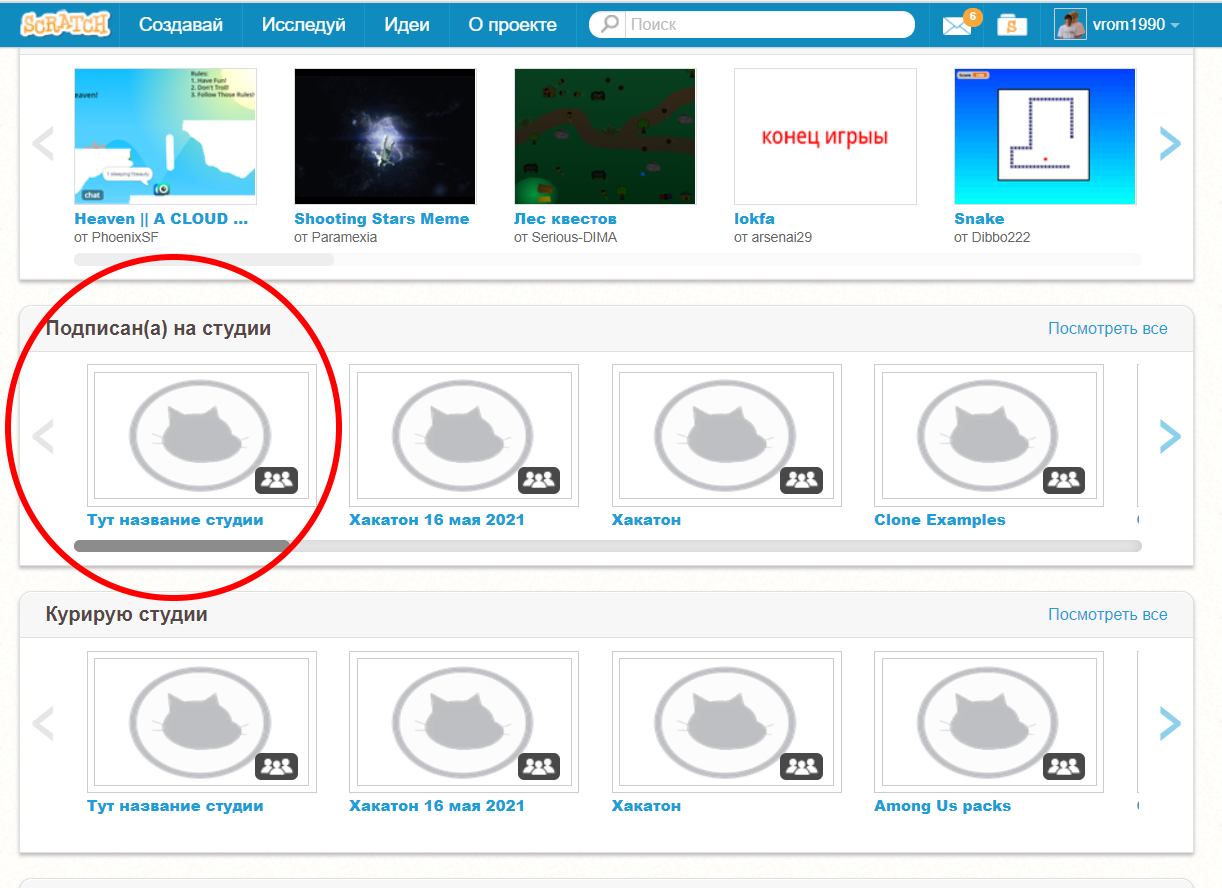 SCRATCH Создавай Исследуй Идеи О проекте Поиск 6 S vrom1990
eaven!
Rules:
1. Have Fun!
2. Don't Troll!
3. Follow Those Rules!
I sleeping!beauty
chat
конец игрыы
Heaven || A CLOUD ... Shooting Stars Meme Лес квестов lokfa Snake
от PhoenixSF от Paramexia от Serious-DIMA от arsenai29 от Dibbo222
Подписан(а) на студии Посмотреть все
Тут название студии Хакатон 16 мая 2021 Хакатон Clone Examples
Курирую студии Посмотреть все
Тут название студии Хакатон 16 мая 2021 Хакатон Among Us packs